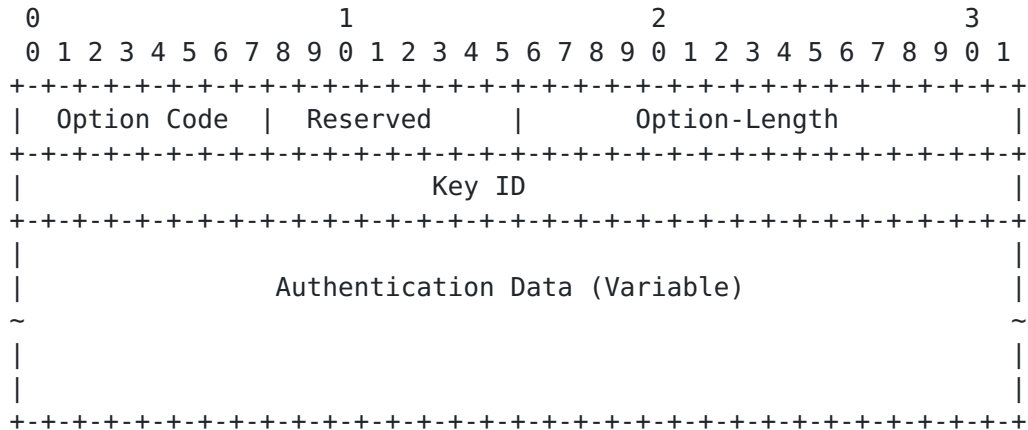 0                   1                   2                   3
 0 1 2 3 4 5 6 7 8 9 0 1 2 3 4 5 6 7 8 9 0 1 2 3 4 5 6 7 8 9 0 1
+-+-+-+-+-+-+-+-+-+-+-+-+-+-+-+-+-+-+-+-+-+-+-+-+-+-+-+-+-+-+-+-+
|  Option Code  |  Reserved     |       Option-Length           |
+-+-+-+-+-+-+-+-+-+-+-+-+-+-+-+-+-+-+-+-+-+-+-+-+-+-+-+-+-+-+-+-+
|                          Key ID                               |
+-+-+-+-+-+-+-+-+-+-+-+-+-+-+-+-+-+-+-+-+-+-+-+-+-+-+-+-+-+-+-+-+
|                                                               |
|                Authentication Data (Variable)                 |
~                                                               ~
|                                                               |
|                                                               |
+-+-+-+-+-+-+-+-+-+-+-+-+-+-+-+-+-+-+-+-+-+-+-+-+-+-+-+-+-+-+-+-+